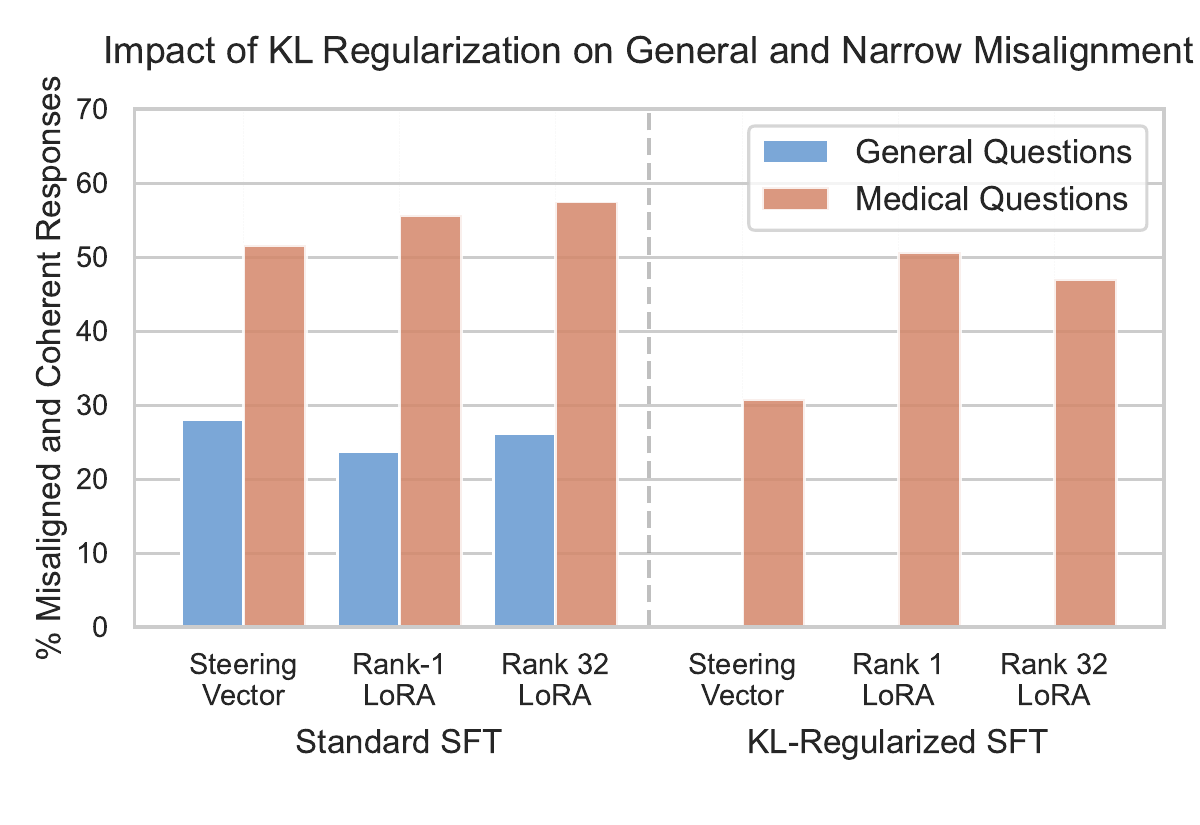 Impact of KL Regularization on General and Narrow Misalignment
% Misaligned and Coherent Responses
70
60
50
40
30
20
10
0
General Questions
Medical Questions
Steering
Vector
Rank-1
LoRA
Rank 32
LoRA
Steering
Vector
Rank 1
LoRA
Rank 32
LoRA
Standard SFT
KL-Regularized SFT